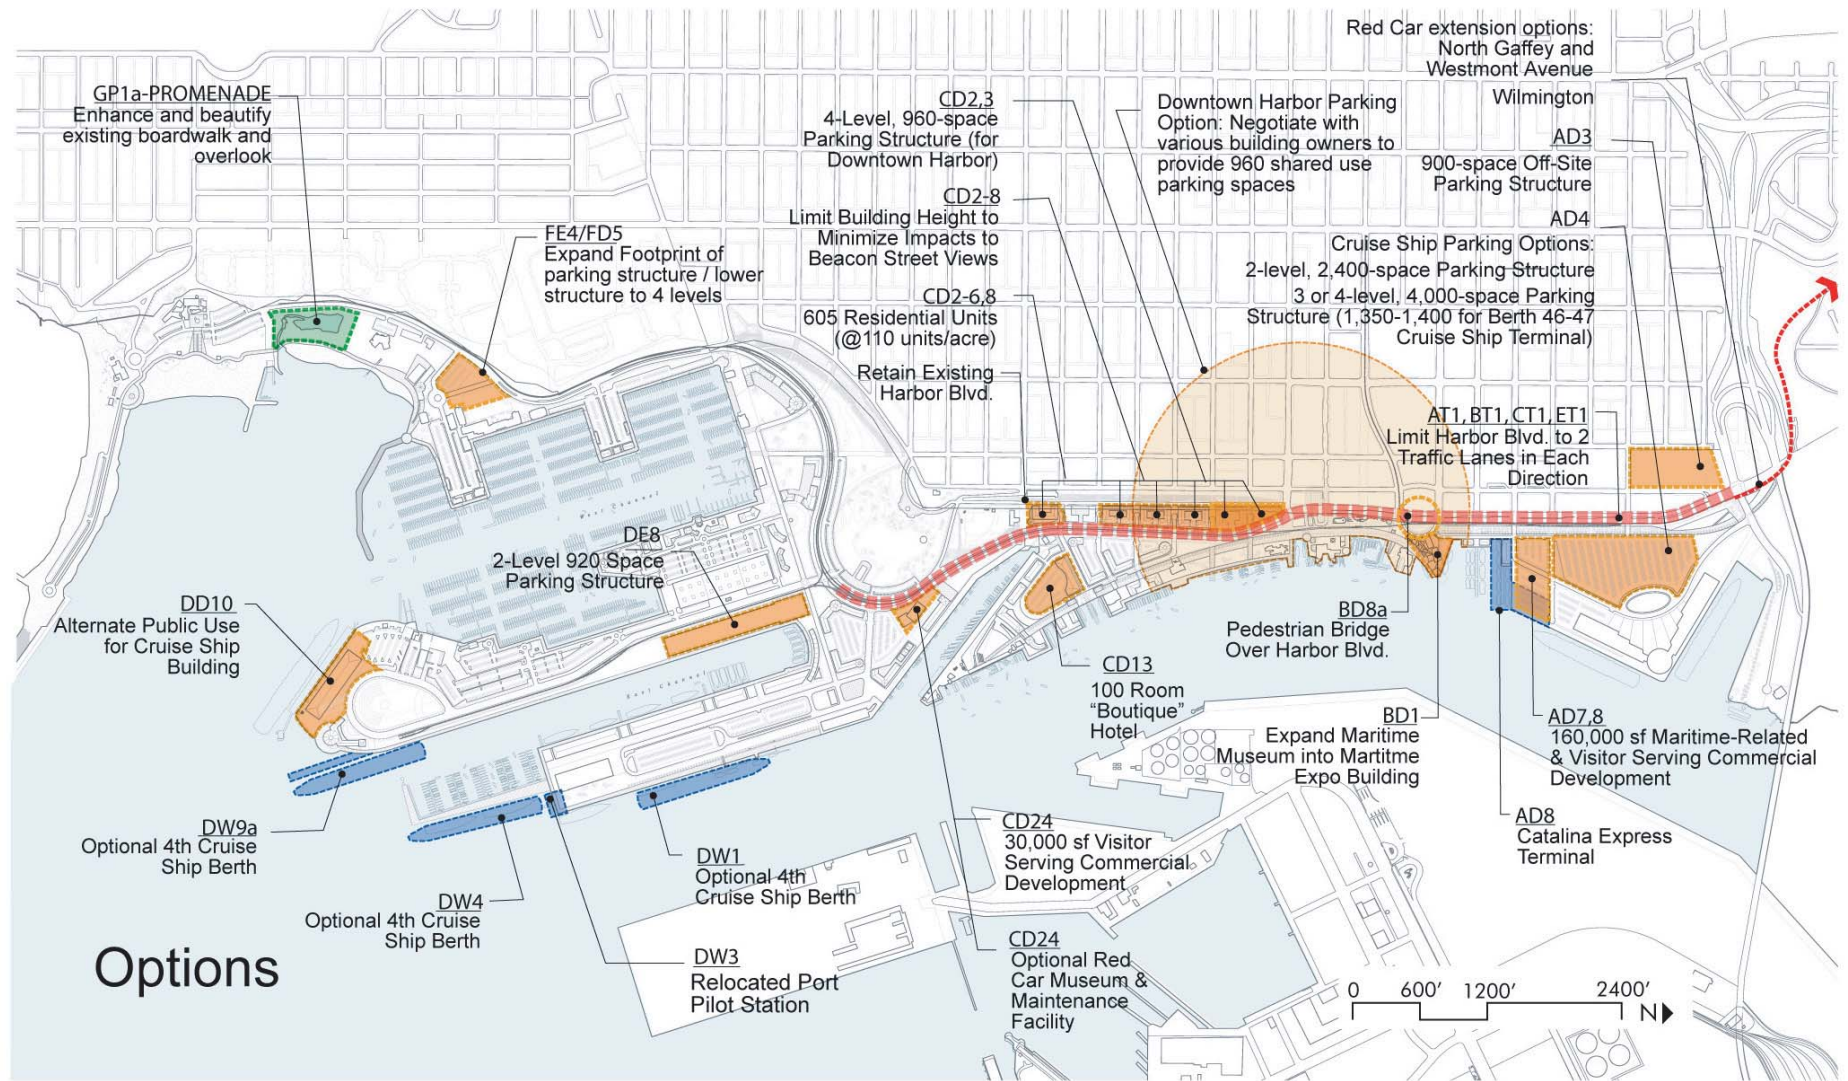 Red Car extension options:
North Gaffey and
Westmont Avenue
Wilmington
GP1a-PROMENADE
Enhance and beautify
existing boardwalk and
overlook
CD2,3
4-Level, 960-space
Parking Structure (for
Downtown Harbor)
Downtown Harbor Parking
Option: Negotiate with
various building owners to
provide 960 shared use
parking spaces
AD3
900-space Off-Site
Parking Structure
CD2-8
Limit Building Height to
Minimize Impacts to
Beacon Street Views
AD4
Cruise Ship Parking Options:
2-level, 2,400-space Parking Structure
3 or 4-level, 4,000-space Parking
Structure (1,350-1,400 for Berth 46-47
Cruise Ship Terminal)
FE4/FD5
Expand Footprint of
parking structure / lower
structure to 4 levels
CD2-6,8
605 Residential Units
(@110 units/acre)
Retain Existing
Harbor Blvd.
AT1, BT1, CT1, ET1
Limit Harbor Blvd. to 2
Traffic Lanes in Each
Direction
West Channel
DE8
2-Level 920 Space
Parking Structure
DD10
Alternate Public Use
for Cruise Ship
Building
BD8a
Pedestrian Bridge
Over Harbor Blvd.
CD13
100 Room
“Boutique”
Hotel
East Channel
BD1
Expand Maritime
Museum into Maritme
Expo Building
AD7,8
160,000 sf Maritime-Related
& Visitor Serving Commercial
Development
AD8
Catalina Express
Terminal
DW9a
Optional 4th Cruise
Ship Berth
DW4
Optional 4th Cruise
Ship Berth
DW1
Optional 4th
Cruise Ship Berth
CD24
30,000 sf Visitor
Serving Commercial
Development
DW3
Relocated Port
Pilot Station
CD24
Optional Red
Car Museum &
Maintenance
Facility
Options
0 600' 1200' 2400'
N